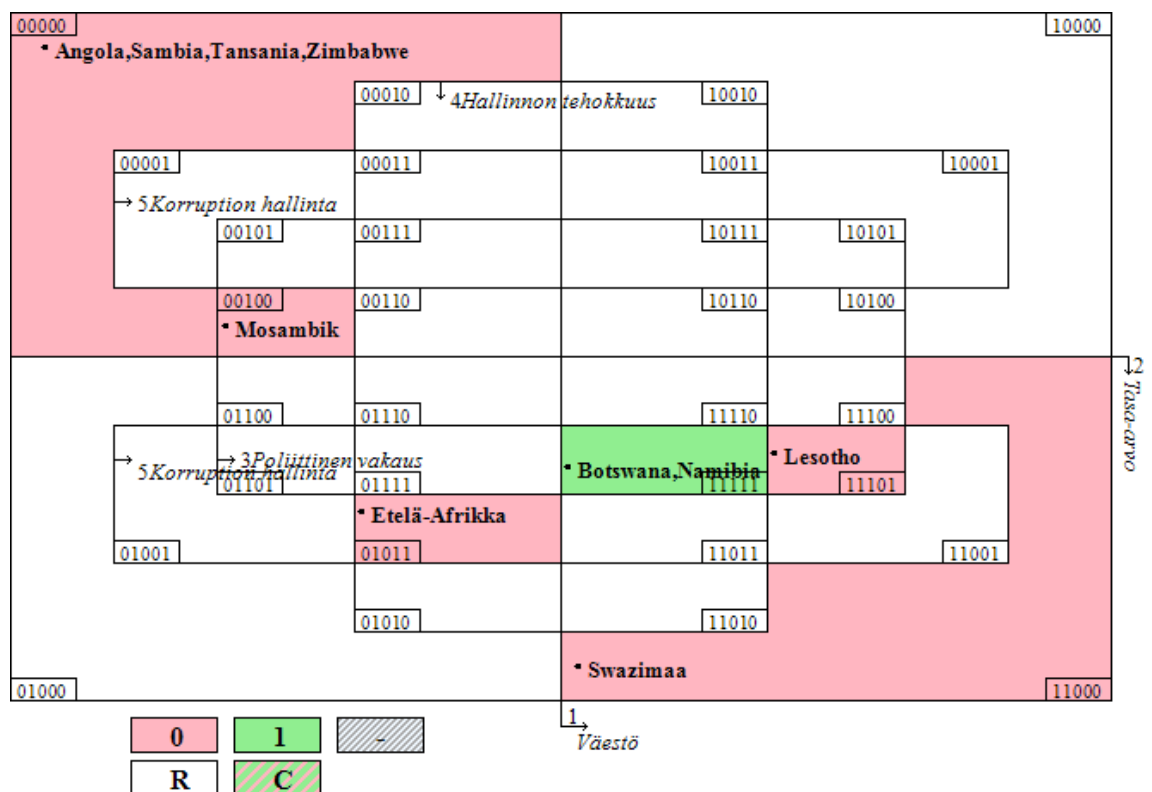 00000 10000
Angola,Sambia,Tansania,Zimbabwe
00010 4Hallinnon tehokkuus 10010
00001 00011 10011 10001
5Korruption hallinta
00101 00111 10111 10101
00100 00110 10110 10100
Mosambik
2
Tasa-arvo
01100 01110 11110 11100
Lesotho
3Poliittinen vakaus
5Korruption hallinta
Botswana,Namibia
01101 01111 11111 11101
Etelä-Afrikka
01001 01011 11011 11001
01010 11010
Swazimaa
01000 11000
1
Väestö
0 1 -
R C